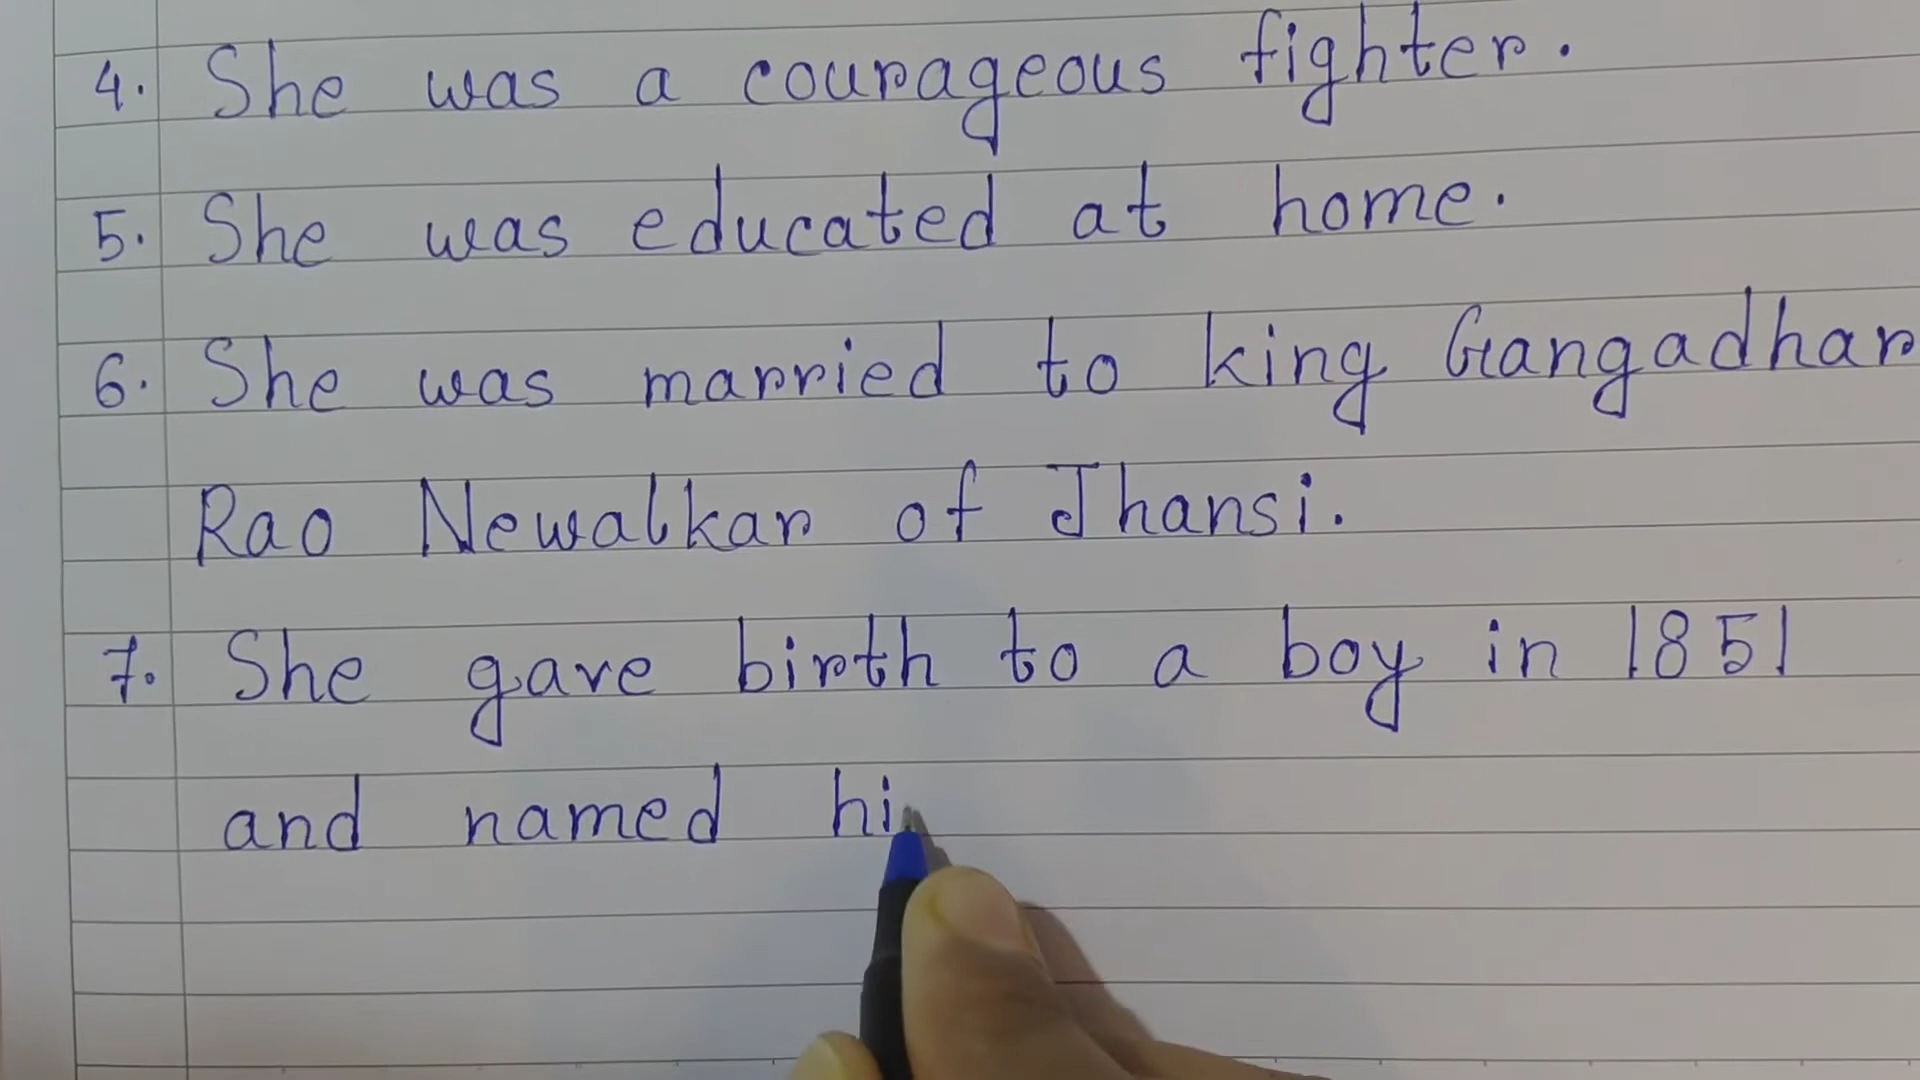 4. She was a courageous fighter.
5. She was educated at home.
6. She was married to king Gangadhar
Rao Newalkar of Jhansi.
7. She gave birth to a boy in 1851
and named hi